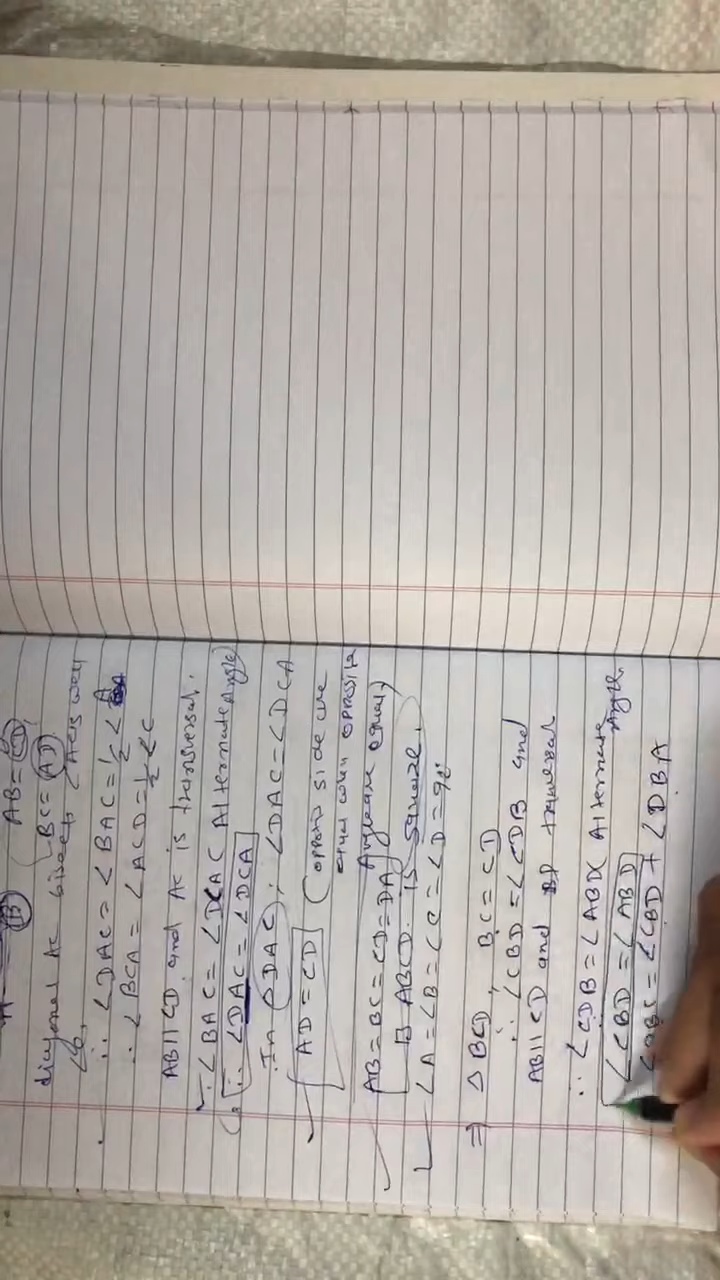 AB = CD
BC = AD
diagonal AC bisects ∠A as well
∠C.
∴ ∠DAC = ∠BAC = 1/2 ∠A
∴ ∠BCA = ∠ACD = 1/2 ∠C
AB || CD and AC is transversal.
∴ ∠BAC = ∠DCA Alternate Angle)
∴ ∠DAC = ∠DCA
In △DAC, ∠DAC = ∠DCA
AD = CD (opposite side are
equal when opposite
Angle are equal)
AB = BC = CD = DA
ABCD is square.
∠A = ∠B = ∠C = ∠D = 90°
⇒ △BCD, BC = CD
∴ ∠CBD = ∠CDB and
AB || CD and BD
∴ ∠CDB = ∠ABD (Alternate
Angle.
∠CBD = ∠ABD
∠ABC = ∠CBD + ∠DBA